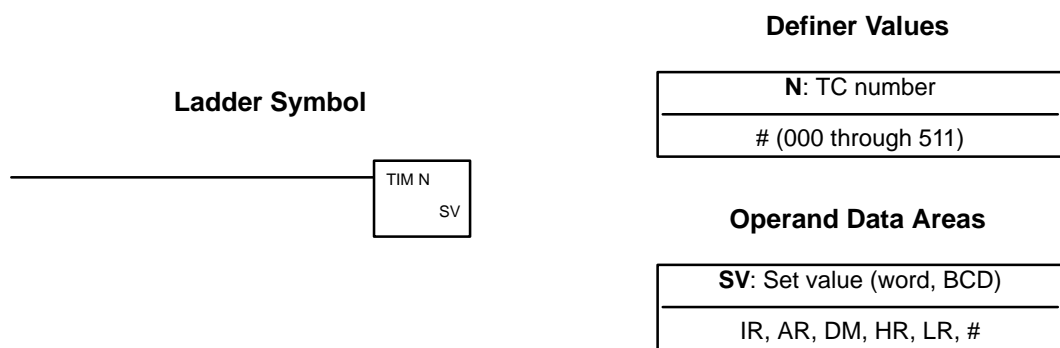 Ladder Symbol
TIM N
SV
Definer Values
N: TC number
# (000 through 511)
Operand Data Areas
SV: Set value (word, BCD)
IR, AR, DM, HR, LR, #